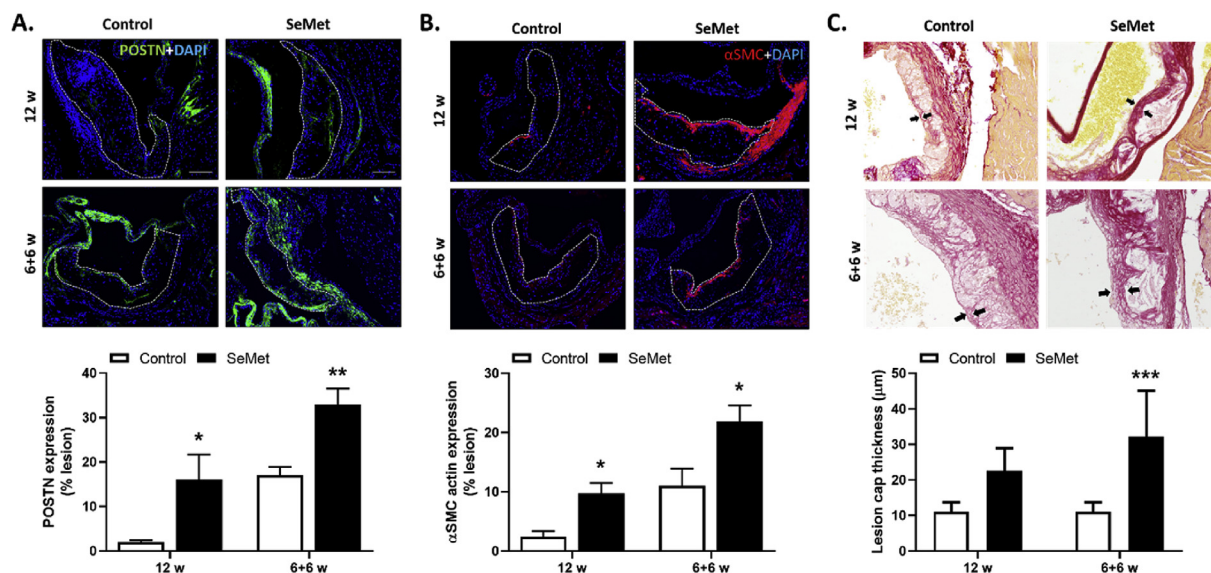 A.
Control
SeMet
POSTN+DAPI
12 w
6+6 w
Control SeMet
POSTN expression
(% lesion)
40
30
20
10
0
*
**
12 w
6+6 w
B.
Control
SeMet
αSMC+DAPI
12 w
6+6 w
Control SeMet
αSMC actin expression
(% lesion)
30
20
10
0
*
*
12 w
6+6 w
C.
Control
SeMet
12 w
6+6 w
Control SeMet
Lesion cap thickness (μm)
50
40
30
20
10
0
***
12 w
6+6 w